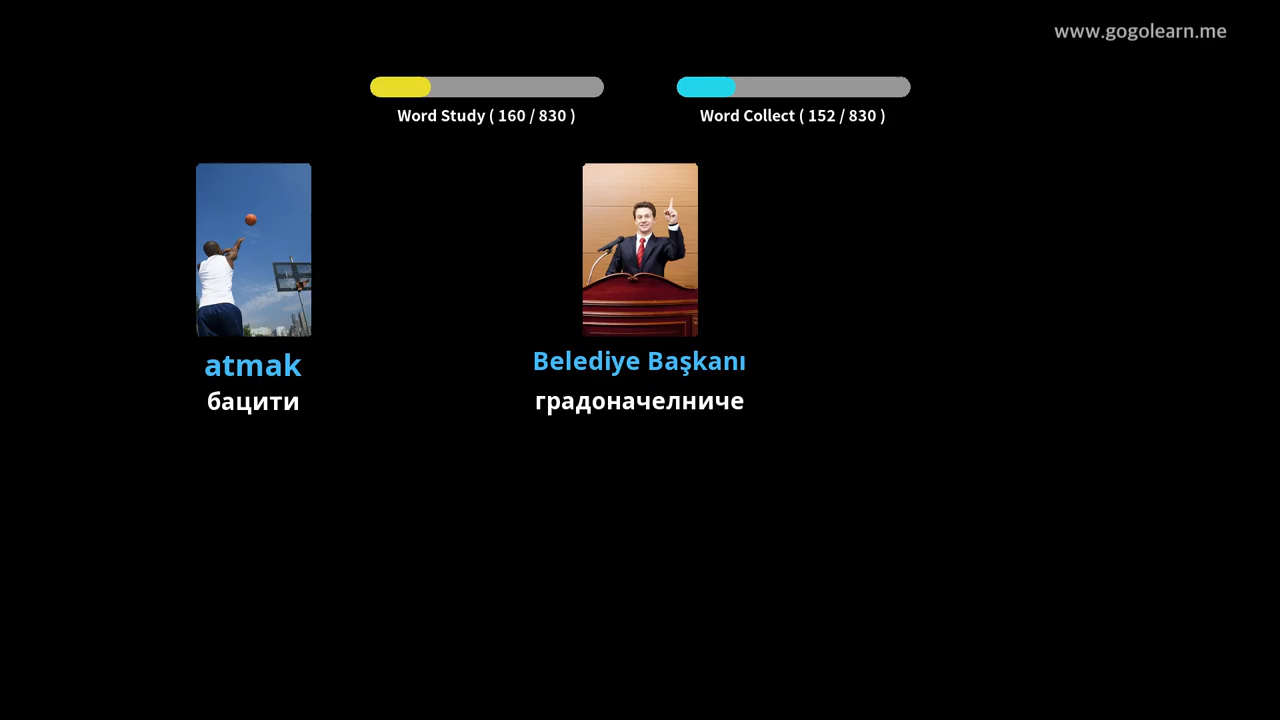 www.gogolearn.me
Word Study ( 160 / 830 )
Word Collect ( 152 / 830 )
atmak
бацити
Belediye Başkanı
градоначелниче